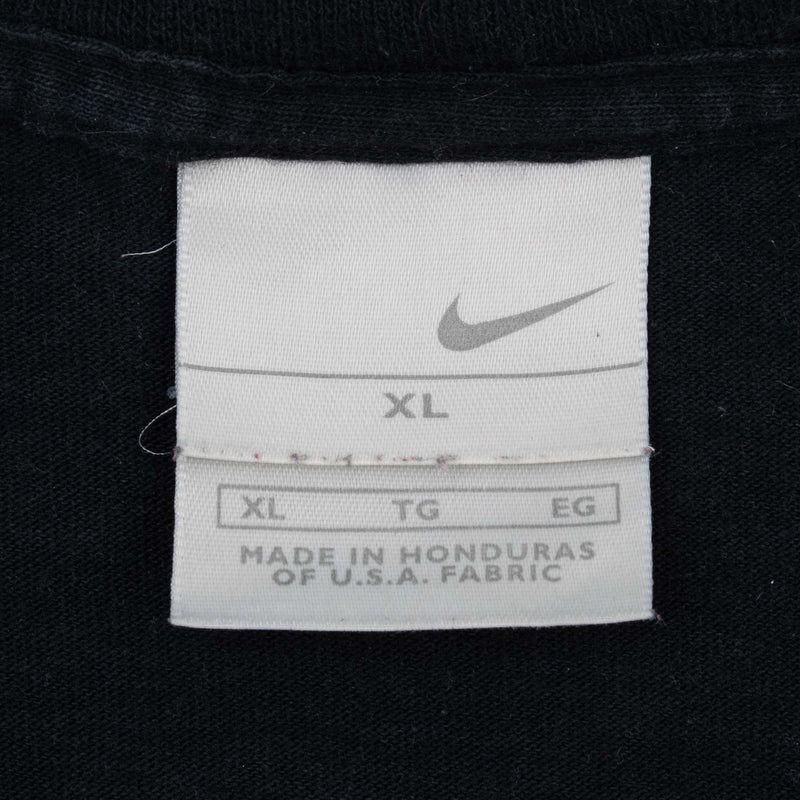 XL
XL TG EG
MADE IN HONDURAS
OF U.S.A. FABRIC